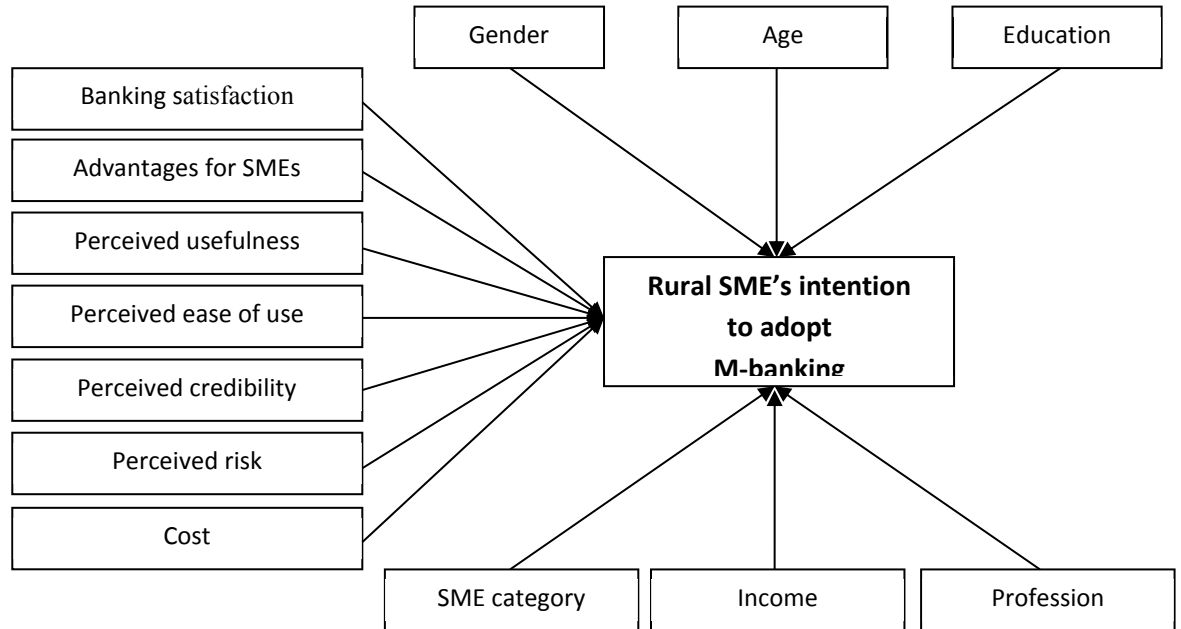 Gender
Age
Education
Banking satisfaction
Advantages for SMEs
Perceived usefulness
Perceived ease of use
Perceived credibility
Perceived risk
Cost
Rural SME’s intention
to adopt
M-banking
SME category
Income
Profession